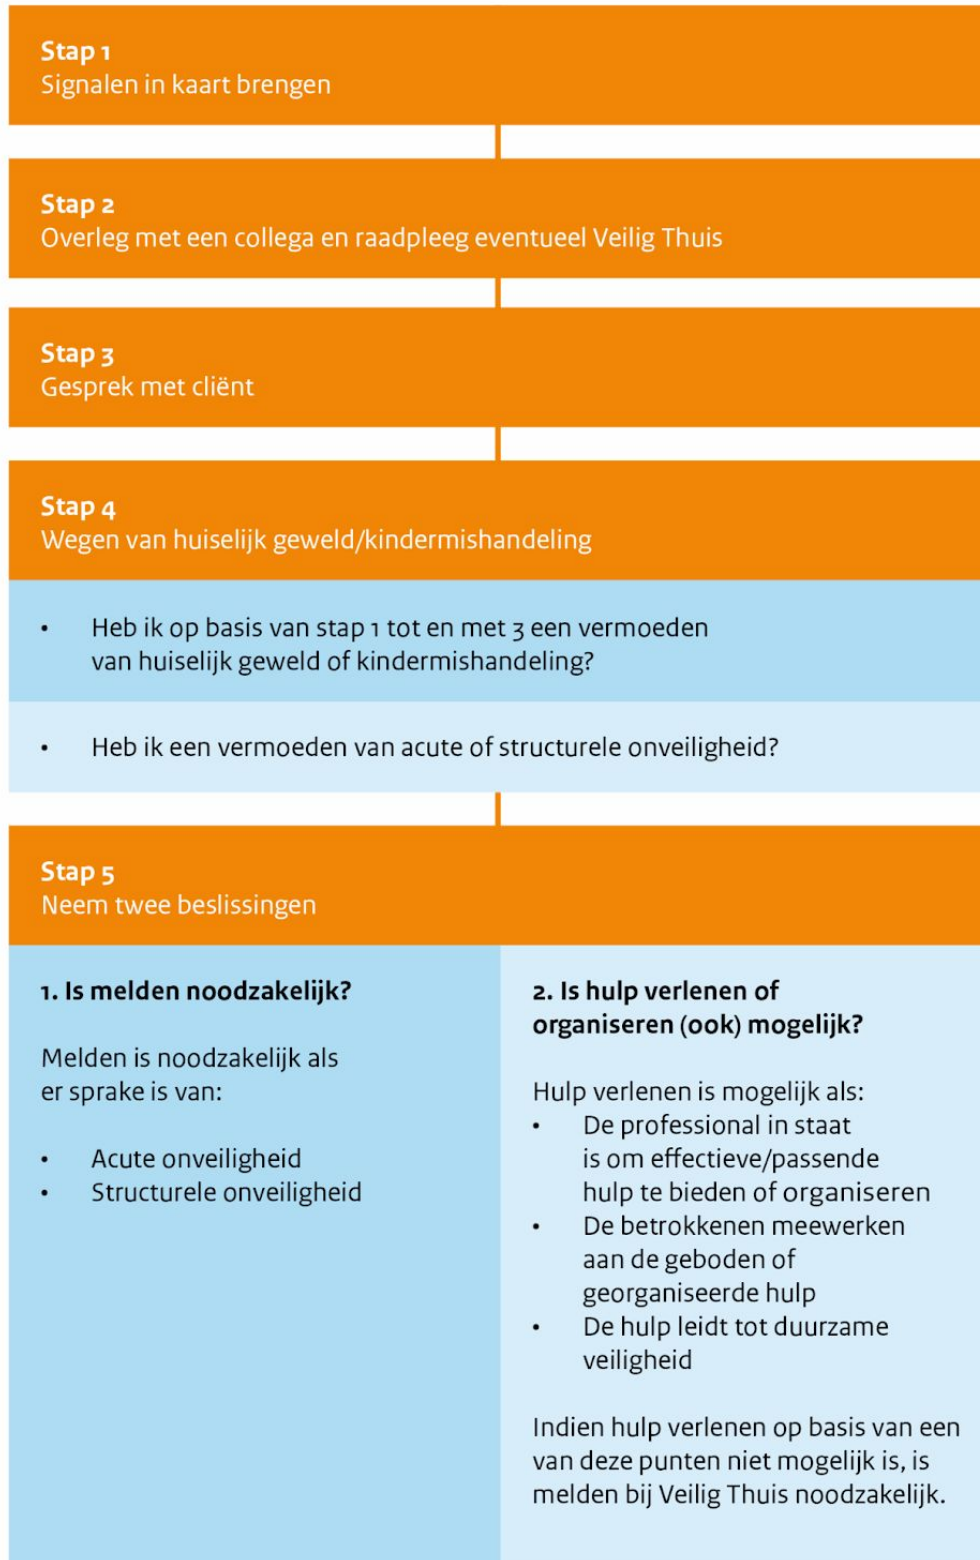 Stap 1
Signalen in kaart brengen
Stap 2
Overleg met een collega en raadpleeg eventueel Veilig Thuis
Stap 3
Gesprek met cliënt
Stap 4
Wegen van huiselijk geweld/kindermishandeling
• Heb ik op basis van stap 1 tot en met 3 een vermoeden
van huiselijk geweld of kindermishandeling?
• Heb ik een vermoeden van acute of structurele onveiligheid?
Stap 5
Neem twee beslissingen
1. Is melden noodzakelijk?
Melden is noodzakelijk als
er sprake is van:
• Acute onveiligheid
• Structurele onveiligheid
2. Is hulp verlenen of
organiseren (ook) mogelijk?
Hulp verlenen is mogelijk als:
• De professional in staat
is om effectieve/passende
hulp te bieden of organiseren
• De betrokkenen meewerken
aan de geboden of
georganiseerde hulp
• De hulp leidt tot duurzame
veiligheid
Indien hulp verlenen op basis van een
van deze punten niet mogelijk is, is
melden bij Veilig Thuis noodzakelijk.